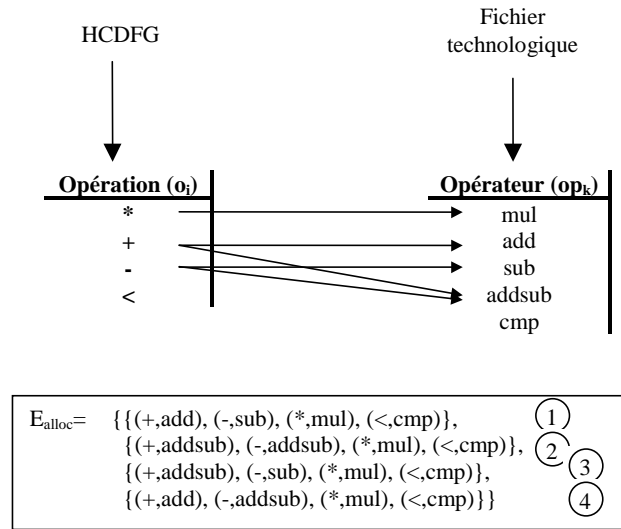 HCDFG
Fichier
technologique
Opération (oi) Opérateur (opk)
* mul
+ add
- sub
< addsub
cmp
Ealloc= {{(+,add), (-,sub), (*,mul), (<,cmp)}, 1
{(+,addsub), (-,addsub), (*,mul), (<,cmp)}, 2
{(+,addsub), (-,sub), (*,mul), (<,cmp)}, 3
{(+,add), (-,addsub), (*,mul), (<,cmp)}} 4